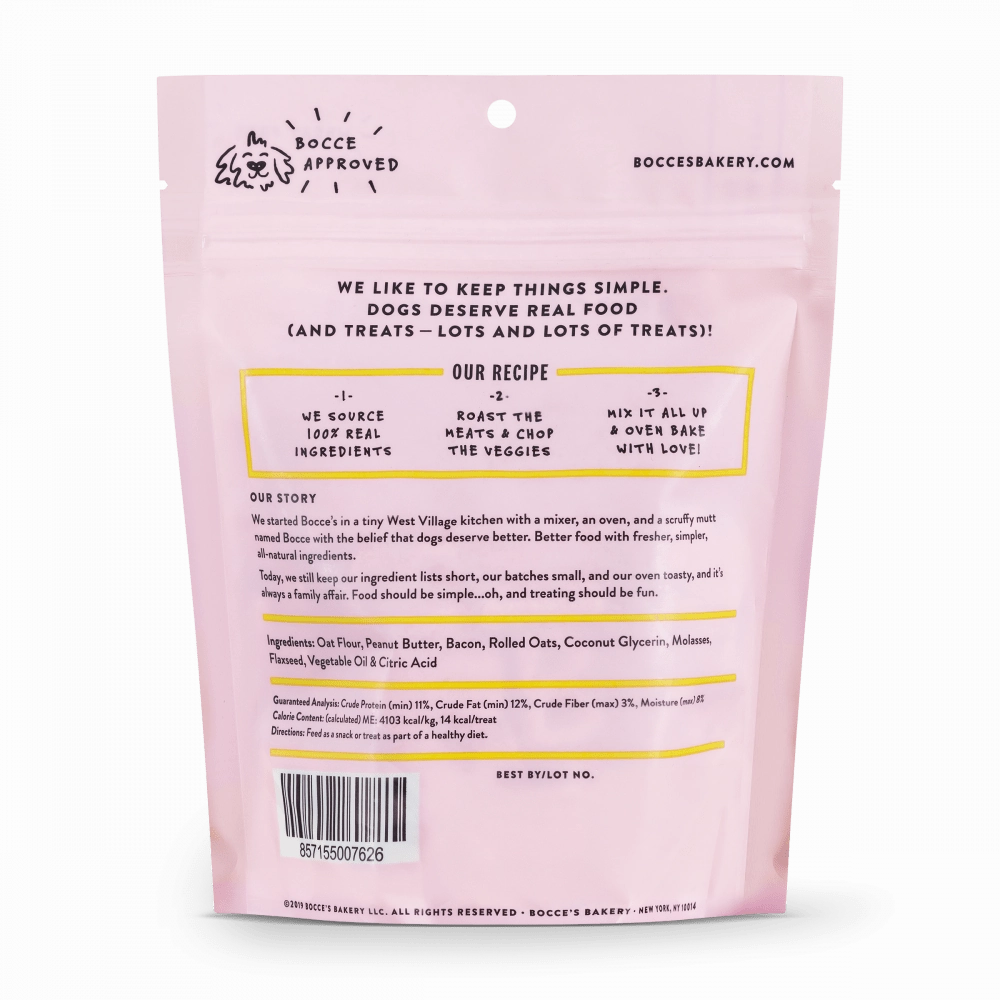 BOCCE
APPROVED
BOCCESBAKERY.COM
WE LIKE TO KEEP THINGS SIMPLE.
DOGS DESERVE REAL FOOD
(AND TREATS — LOTS AND LOTS OF TREATS)!
OUR RECIPE
-1-
WE SOURCE
100% REAL
INGREDIENTS
-2-
ROAST THE
MEATS & CHOP
THE VEGGIES
-3-
MIX IT ALL UP
& OVEN BAKE
WITH LOVE!
OUR STORY
We started Bocce's in a tiny West Village kitchen with a mixer, an oven, and a scruffy mutt
named Bocce with the belief that dogs deserve better. Better food with fresher, simpler,
all-natural ingredients.
Today, we still keep our ingredient lists short, our batches small, and our oven toasty, and it's
always a family affair. Food should be simple...oh, and treating should be fun.
Ingredients: Oat Flour, Peanut Butter, Bacon, Rolled Oats, Coconut Glycerin, Molasses,
Flaxseed, Vegetable Oil & Citric Acid
Guaranteed Analysis: Crude Protein (min) 11%, Crude Fat (min) 12%, Crude Fiber (max) 3%, Moisture (max) 8%
Calorie Content: (calculated) ME: 4103 kcal/kg, 14 kcal/treat
Directions: Feed as a snack or treat as part of a healthy diet.
BEST BY/LOT NO.
857155007626
©2019 BOCCE'S BAKERY LLC. ALL RIGHTS RESERVED • BOCCE'S BAKERY • NEW YORK, NY 10014